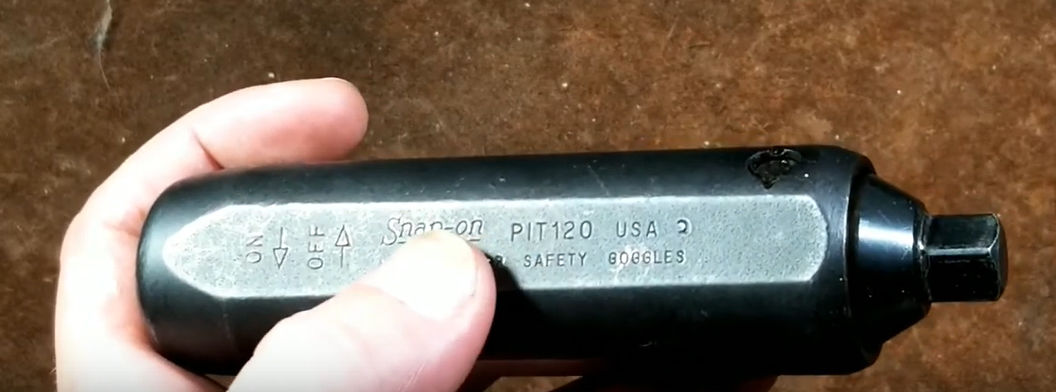 ON
OFF
Snap-on PIT120 USA
SAFETY GOGGLES